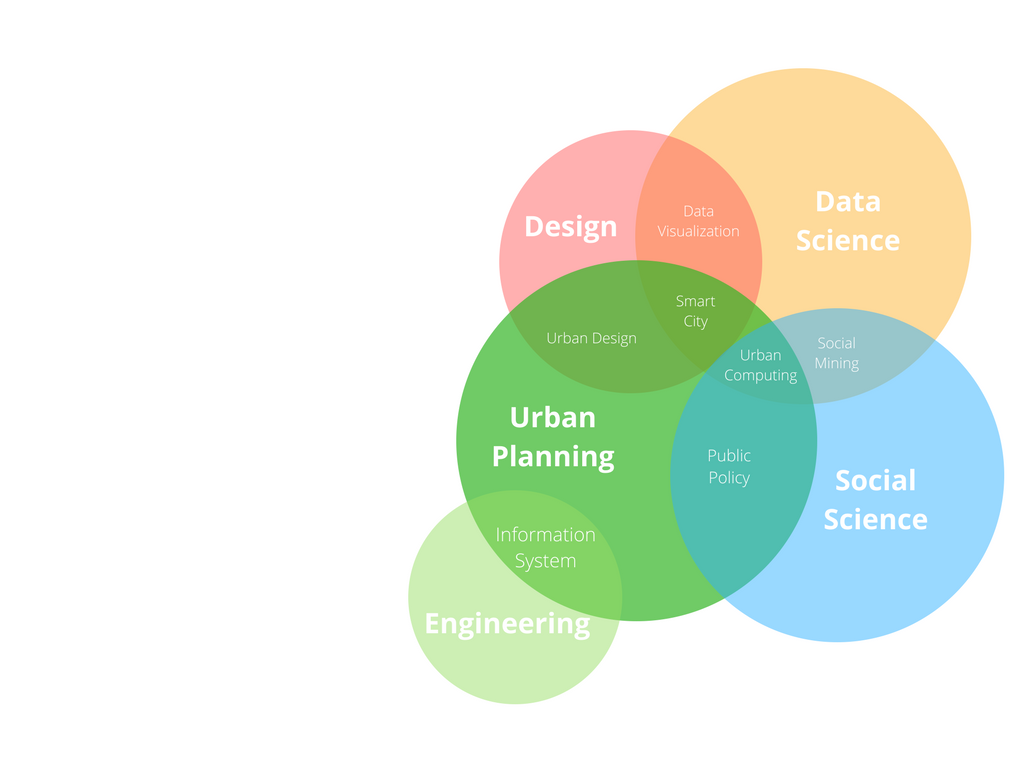 Data
Science
Design
Data
Visualization
Smart
City
Urban Design
Social
Mining
Urban
Computing
Urban
Planning
Public
Policy
Social
Science
Information
System
Engineering